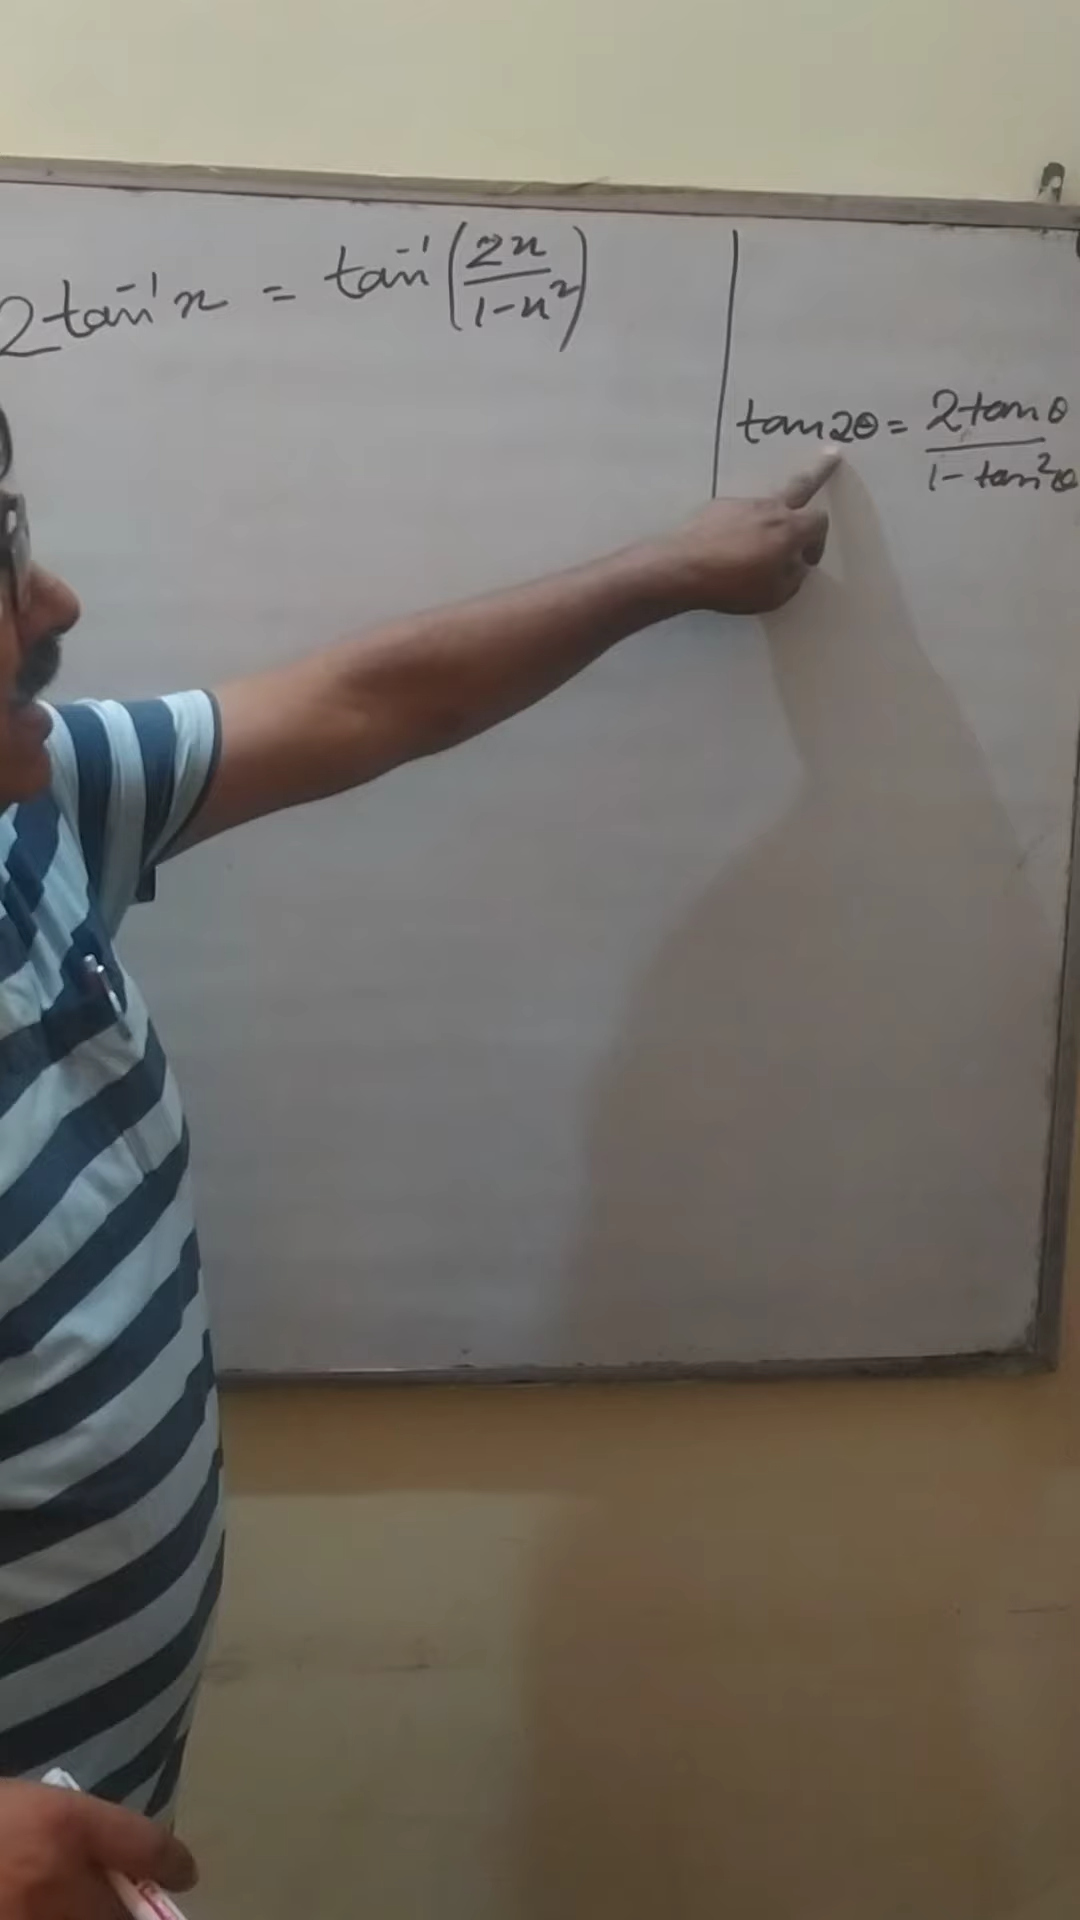 2tan⁻¹x = tan⁻¹(2x/(1-x²))
tan2θ = 2tanθ/(1-tan²θ)